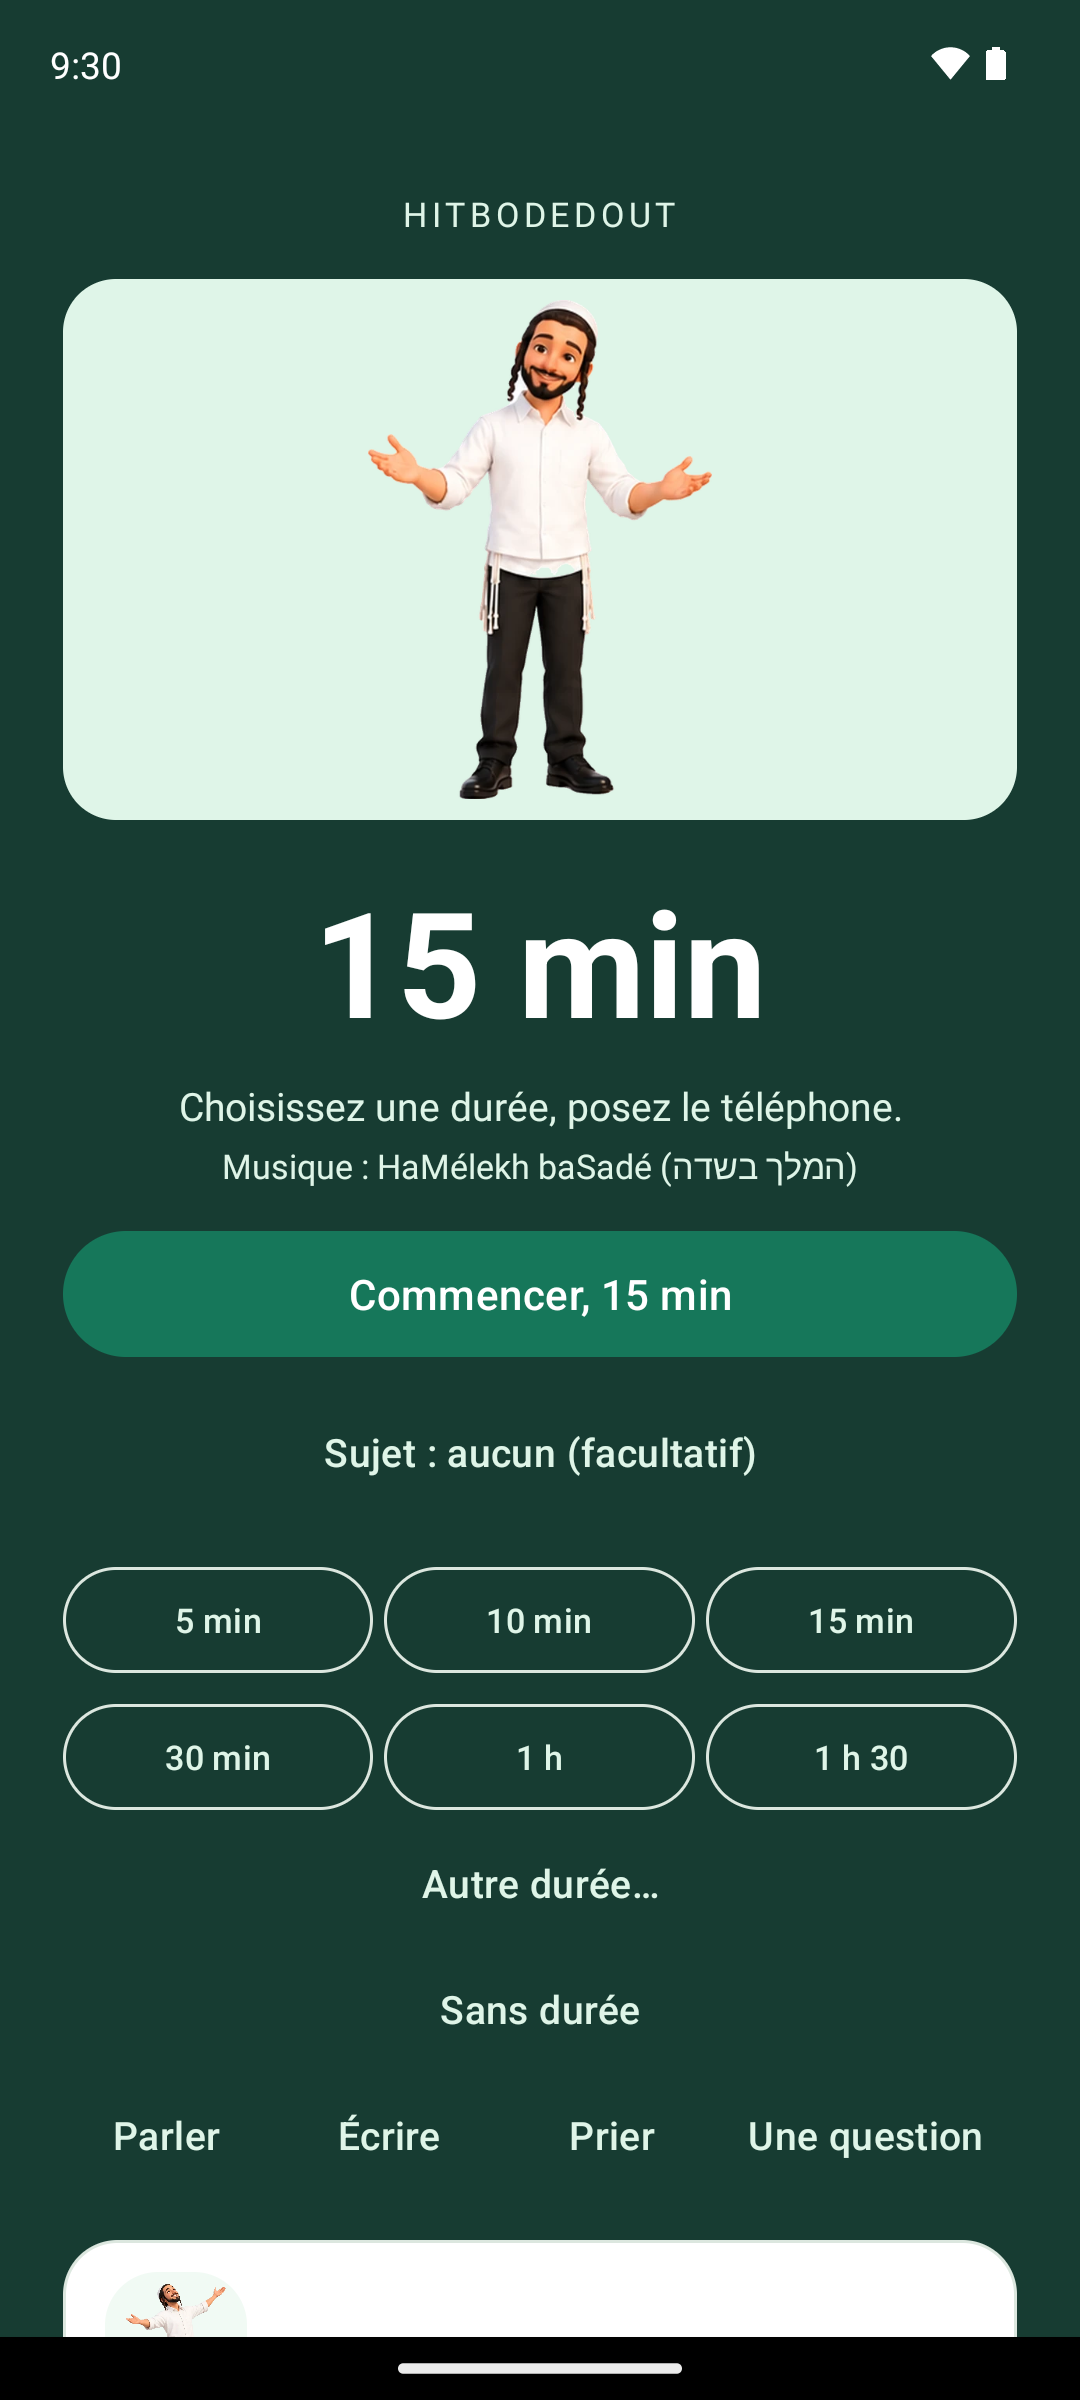 9:30
HITBODEDOUT
15 min
Choisissez une durée, posez le téléphone.
Musique : HaMélekh baSadé (המלך בשדה)
Commencer, 15 min
Sujet : aucun (facultatif)
5 min 10 min 15 min
30 min 1 h 1 h 30
Autre durée…
Sans durée
Parler Écrire Prier Une question